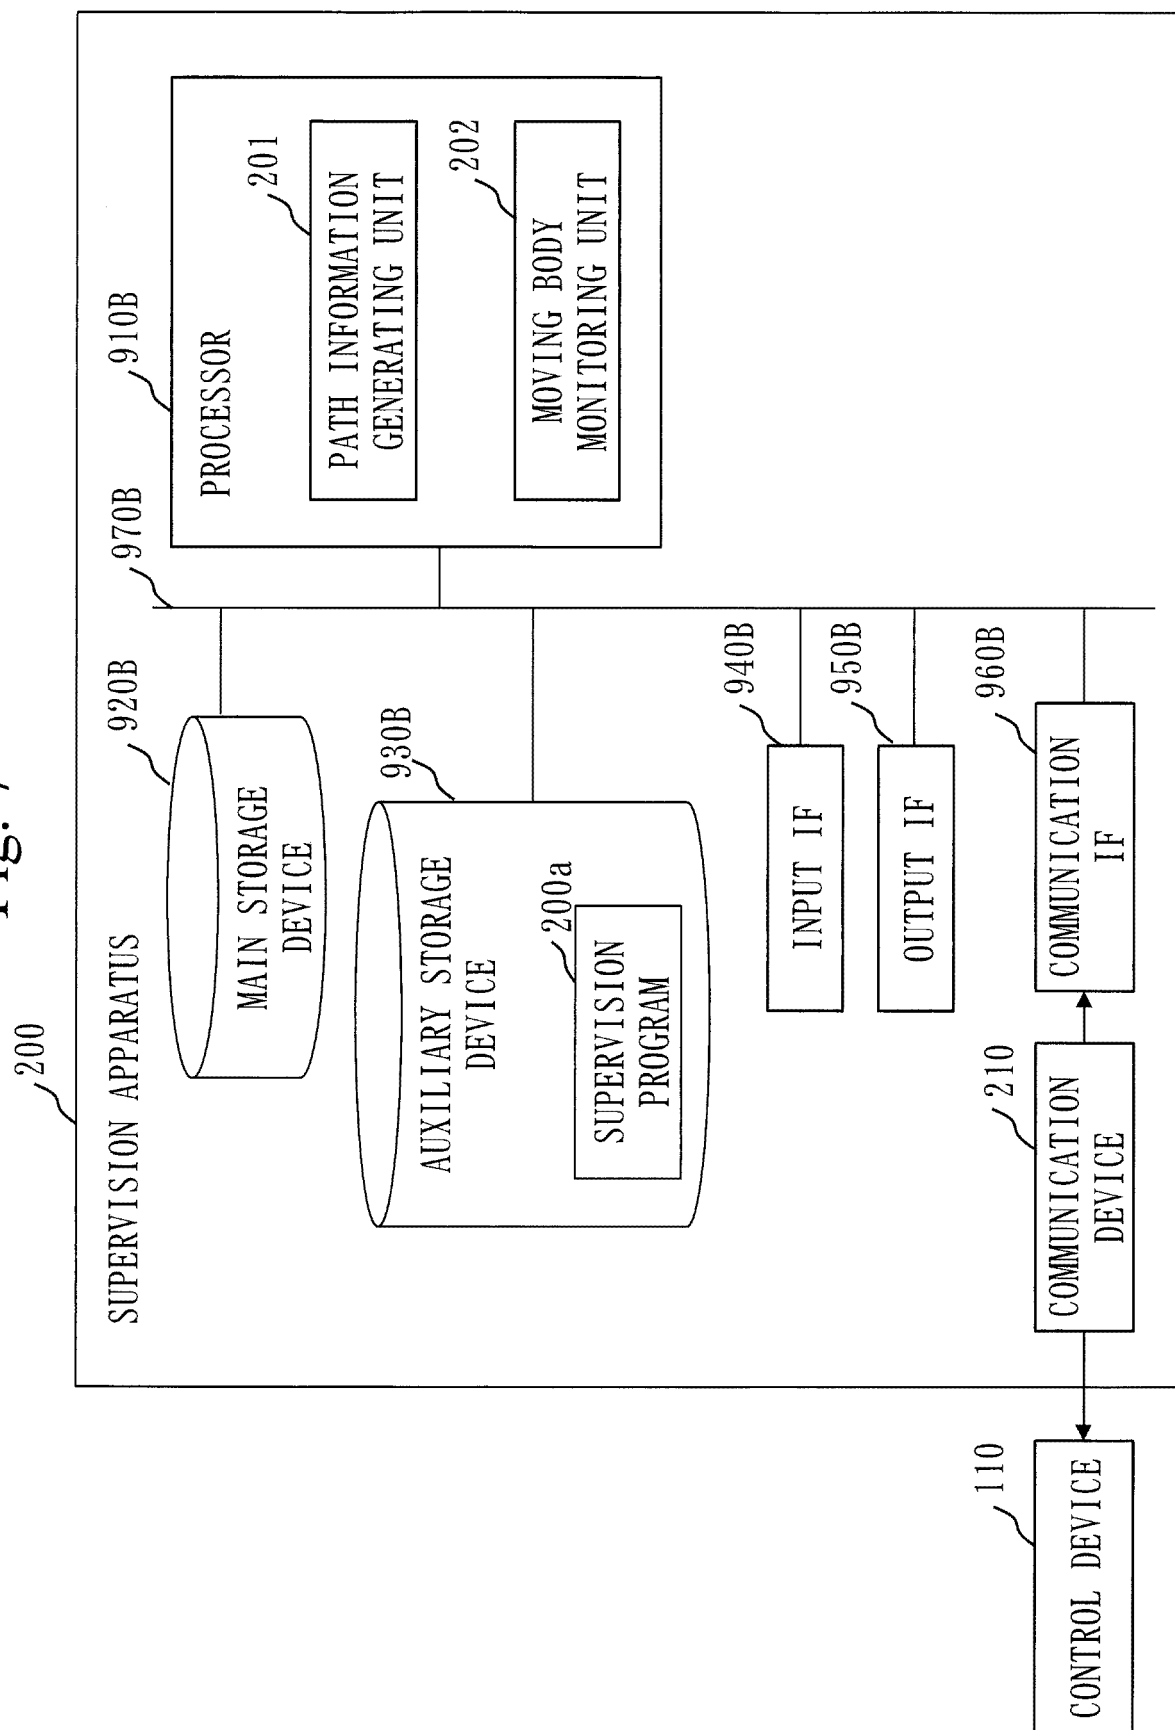 Fig. 7
200
SUPERVISION APPARATUS
920B
MAIN STORAGE
DEVICE
970B
910B
PROCESSOR
201
PATH INFORMATION
GENERATING UNIT
202
MOVING BODY
MONITORING UNIT
930B
AUXILIARY STORAGE
DEVICE
200a
SUPERVISION
PROGRAM
940B
INPUT IF
950B
OUTPUT IF
960B
COMMUNICATION
IF
210
COMMUNICATION
DEVICE
110
CONTROL DEVICE